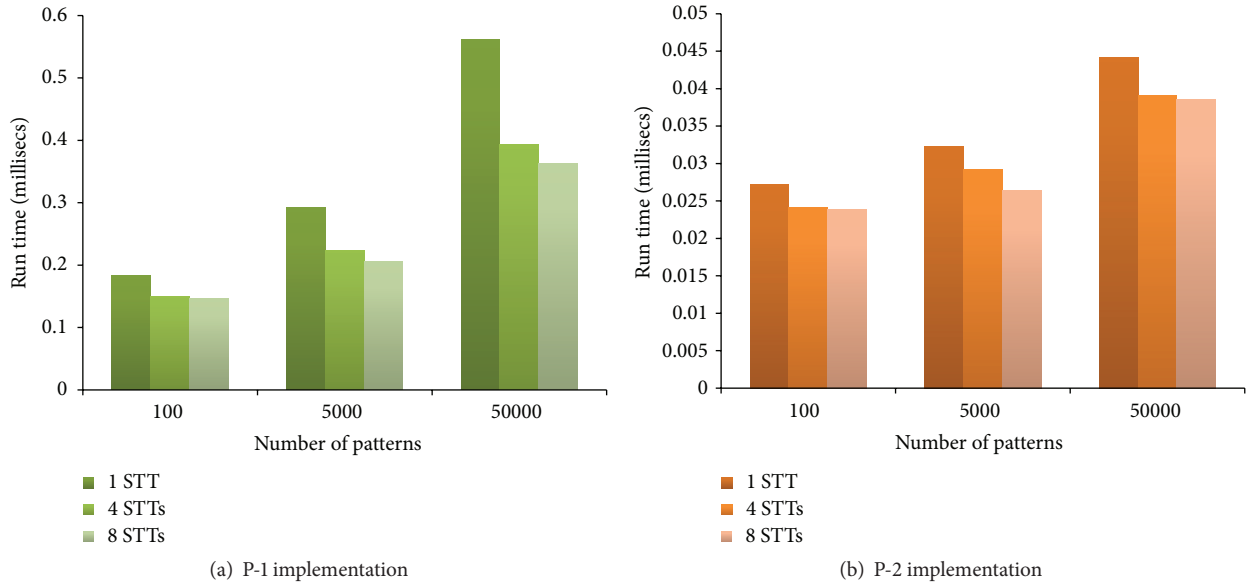 0.6
0.5
0.4
0.3
0.2
0.1
0
Run time (millisecs)
100
5000
50000
Number of patterns
1 STT
4 STTs
8 STTs
(a) P-1 implementation
0.05
0.045
0.04
0.035
0.03
0.025
0.02
0.015
0.01
0.005
0
Run time (millisecs)
100
5000
50000
Number of patterns
1 STT
4 STTs
8 STTs
(b) P-2 implementation